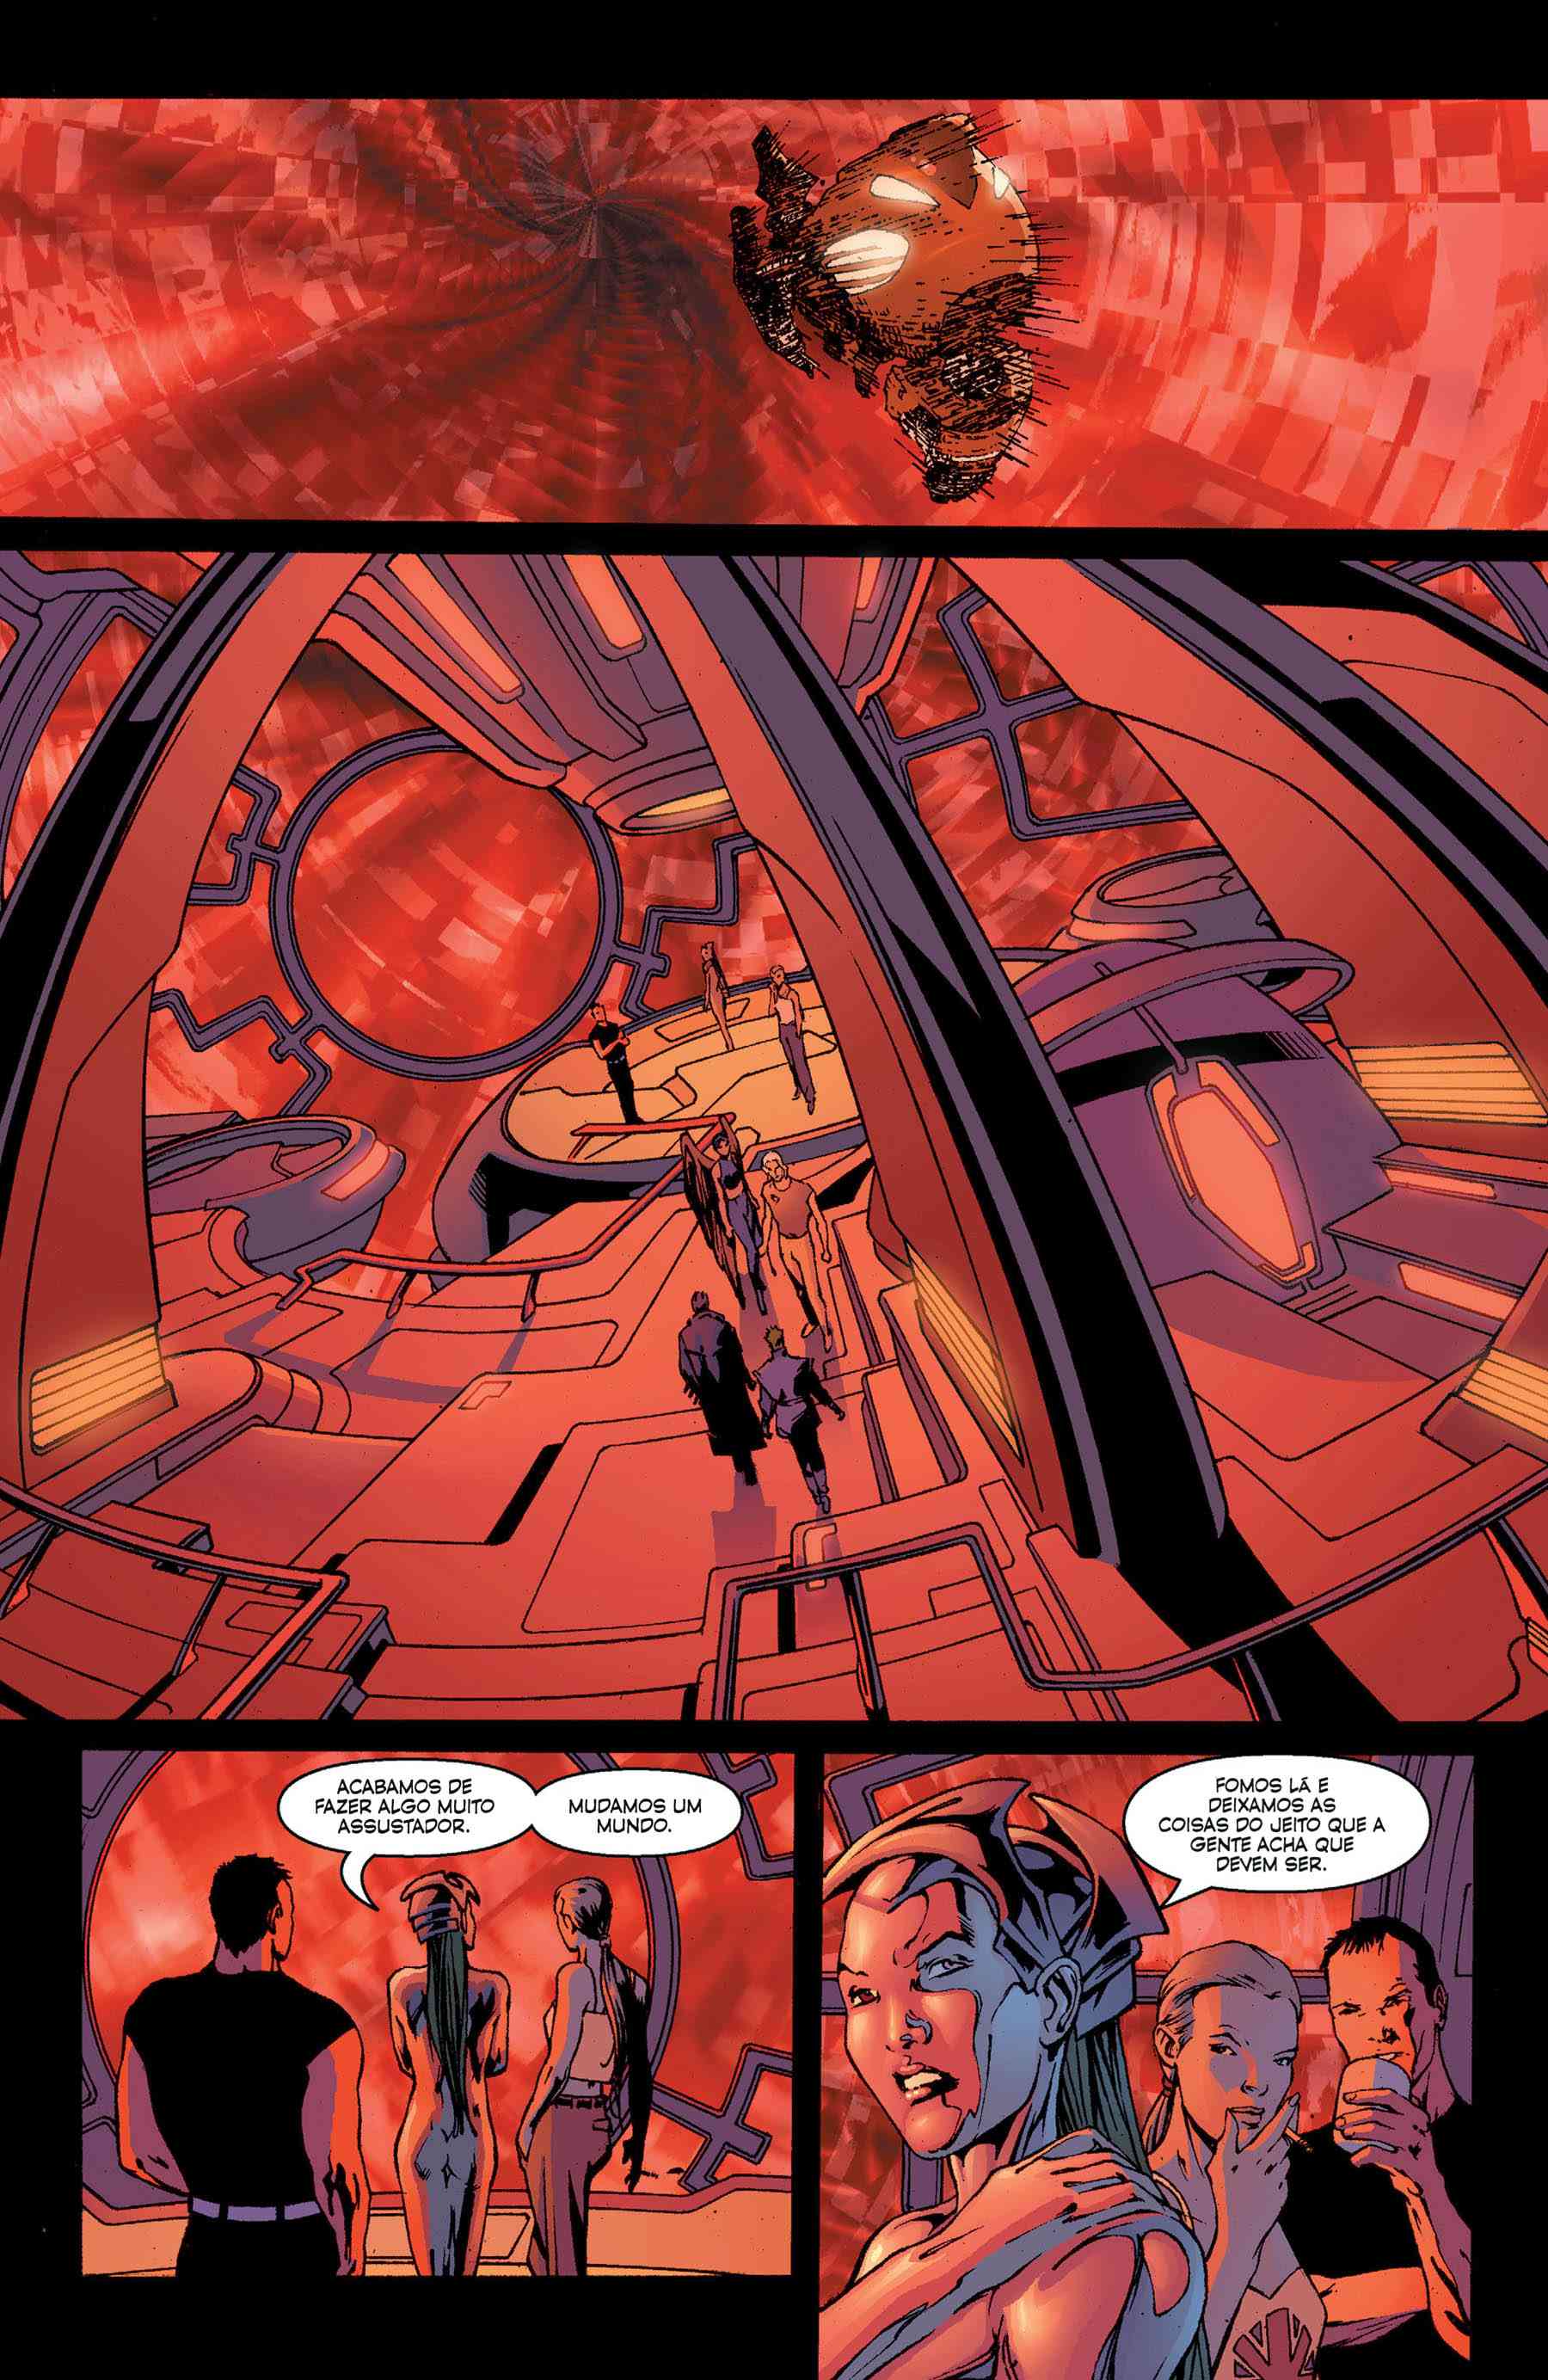 ACABAMOS DE
FAZER ALGO MUITO
ASSUSTADOR.
MUDAMOS UM
MUNDO.
FOMOS LÁ E
DEIXAMOS AS
COISAS DO JEITO QUE A
GENTE ACHA QUE
DEVEM SER.